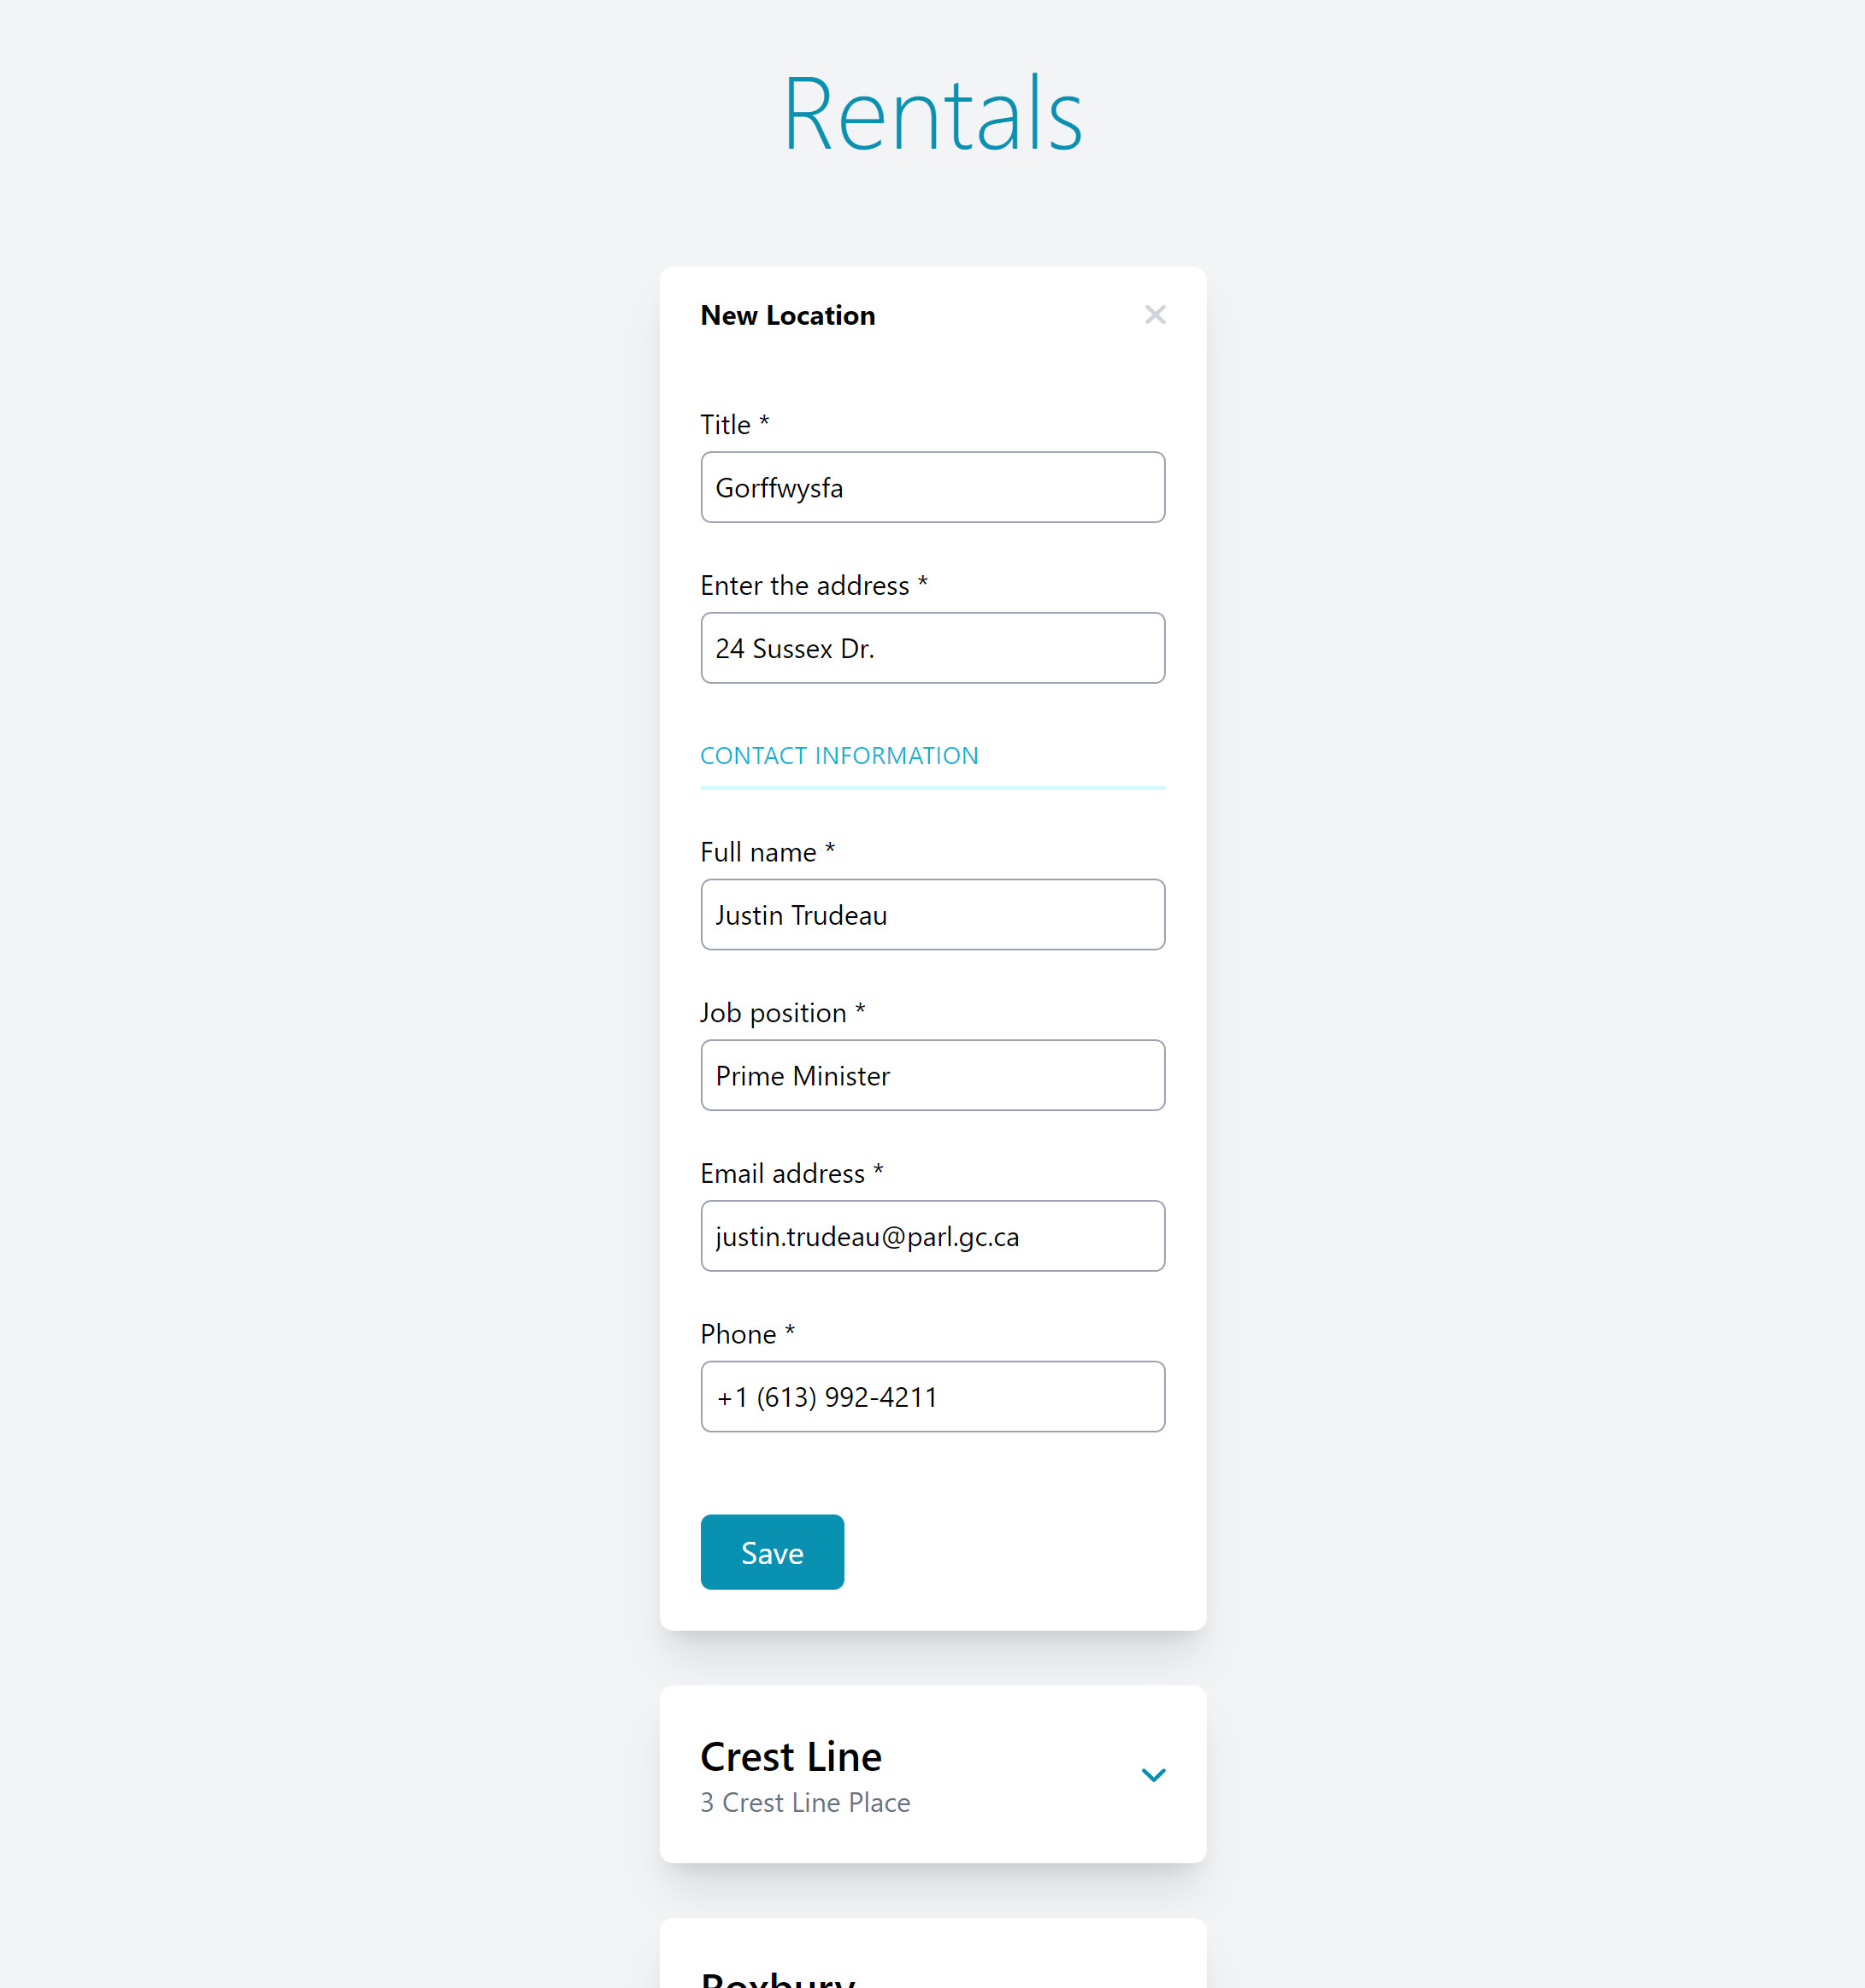 Rentals
New Location
Title *
Gorffwysfa
Enter the address *
24 Sussex Dr.
CONTACT INFORMATION
Full name *
Justin Trudeau
Job position *
Prime Minister
Email address *
justin.trudeau@parl.gc.ca
Phone *
+1 (613) 992-4211
Save
Crest Line
3 Crest Line Place
Roxbury